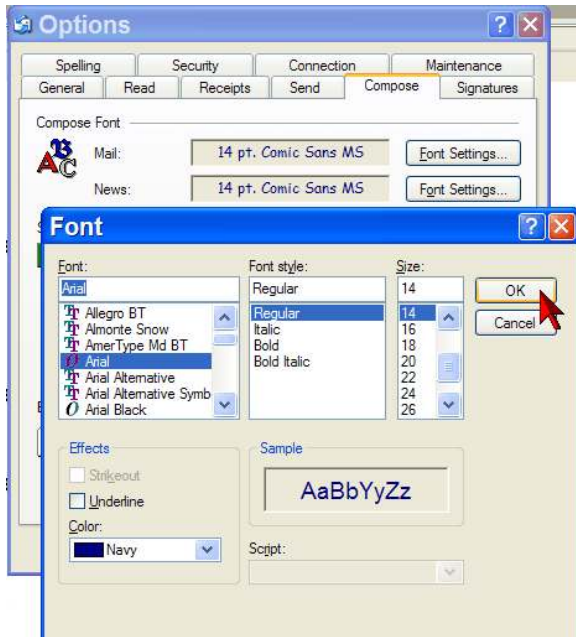 Options
Spelling Security Connection Maintenance
General Read Receipts Send Compose Signatures
Compose Font
Mail: 14 pt. Comic Sans MS Font Settings...
News: 14 pt. Comic Sans MS Font Settings...
Font
Font: Font style: Size:
Arial Regular 14 OK
Allegro BT Regular 14
Almonte Snow Italic 16 Cancel
AmerType Md BT Bold 18
Arial Bold Italic 20
Arial Alternative 22
Arial Alternative Symb 24
Arial Black 26
Effects Sample
Strikeout
Underline AaBbYyZz
Color:
Navy Script: